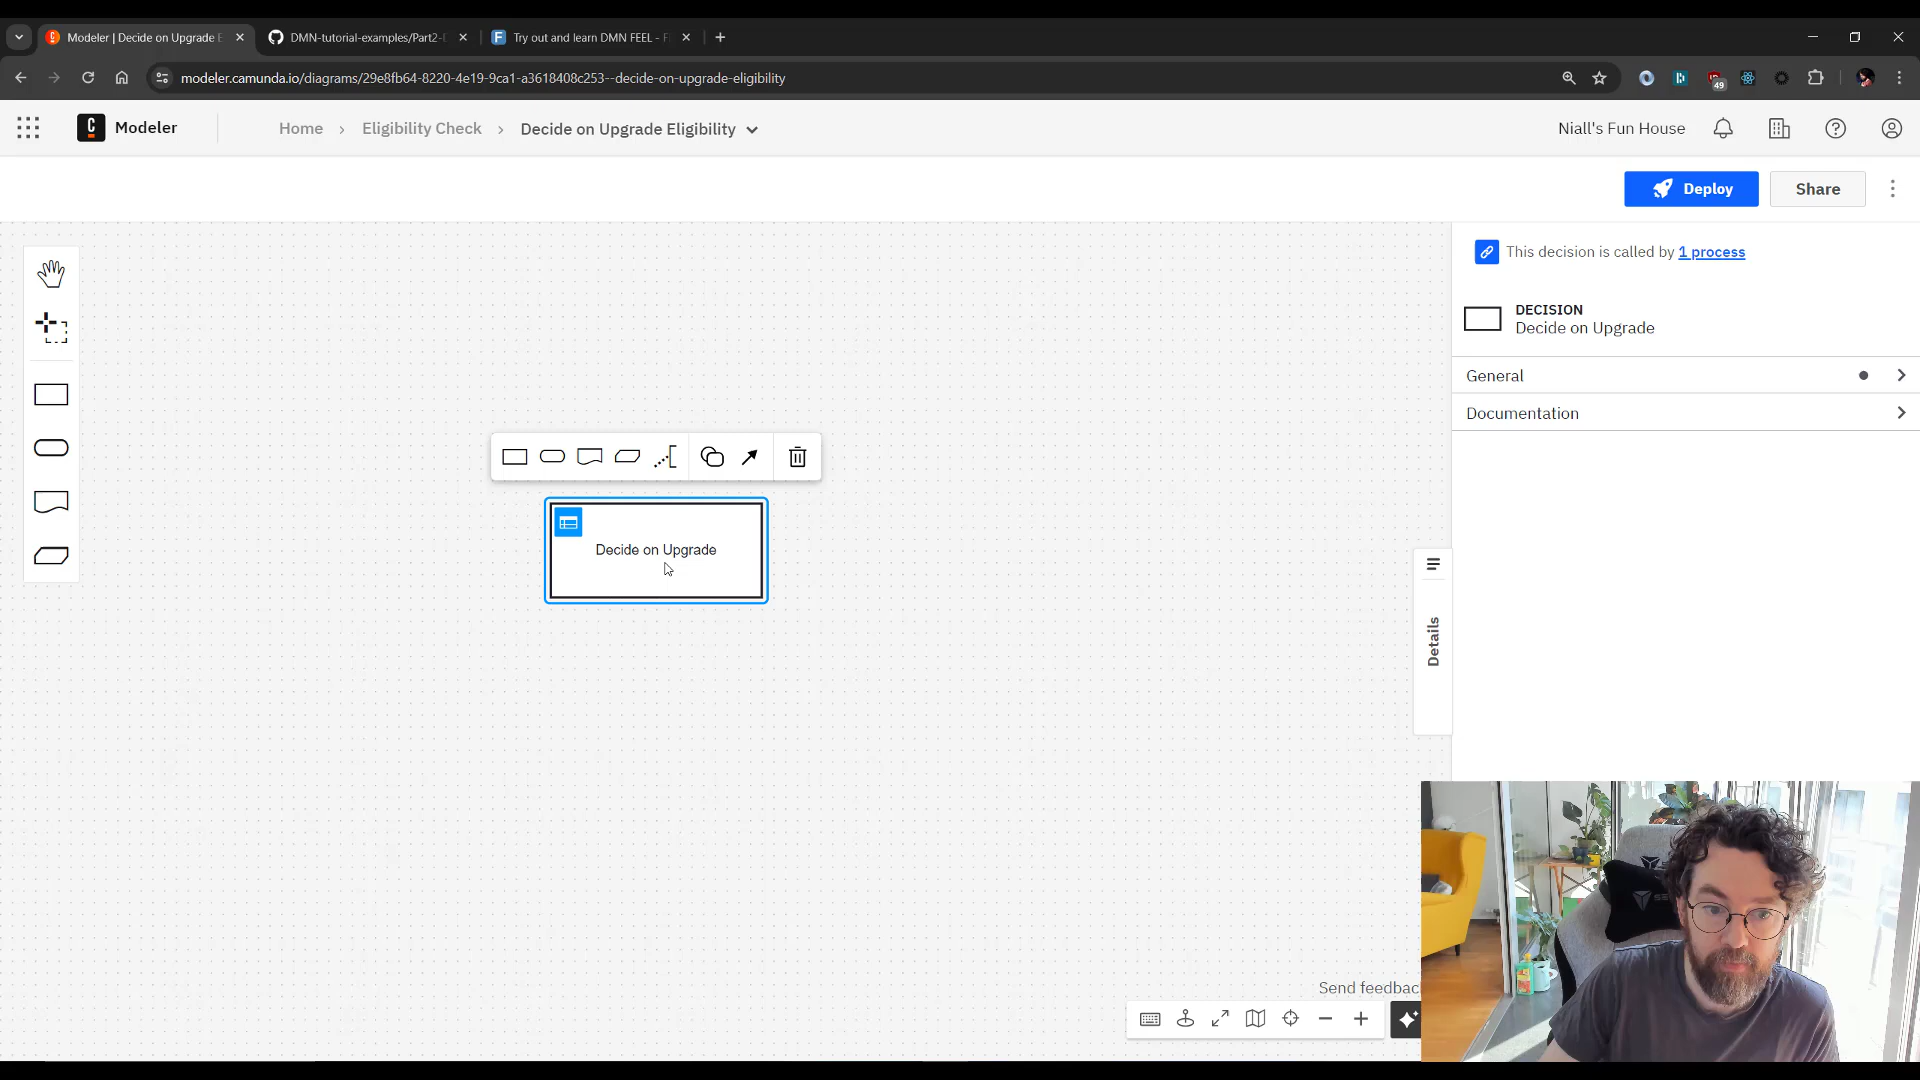 Modeler | Decide on Upgrade E
DMN-tutorial-examples/Part2-D
Try out and learn DMN FEEL - F
modeler.camunda.io/diagrams/29e8fb64-8220-4e19-9ca1-a3618408c253--decide-on-upgrade-eligibility
49
Modeler
Home
Eligibility Check
Decide on Upgrade Eligibility
Niall's Fun House
Deploy
Share
This decision is called by 1 process
DECISION
Decide on Upgrade
General
Documentation
Decide on Upgrade
Details
Send feedbac